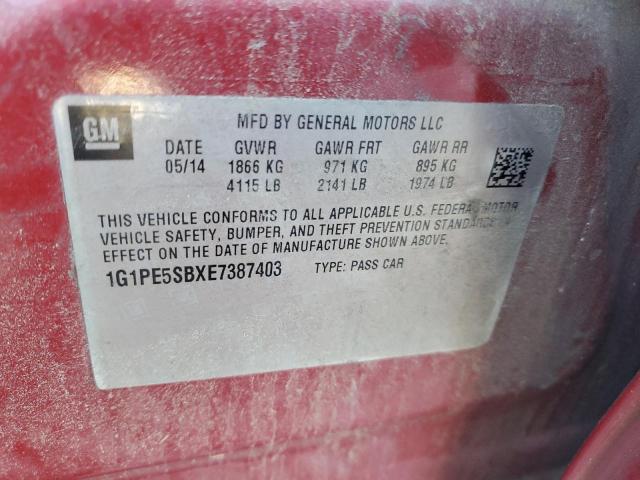 GM
MFD BY GENERAL MOTORS LLC
DATE GVWR GAWR FRT GAWR RR
05/14 1866 KG 971 KG 895 KG
4115 LB 2141 LB 1974 LB
THIS VEHICLE CONFORMS TO ALL APPLICABLE U.S. FEDERAL MOTOR
VEHICLE SAFETY, BUMPER, AND THEFT PREVENTION STANDARDS IN
EFFECT ON THE DATE OF MANUFACTURE SHOWN ABOVE.
1G1PE5SBXE7387403 TYPE: PASS CAR